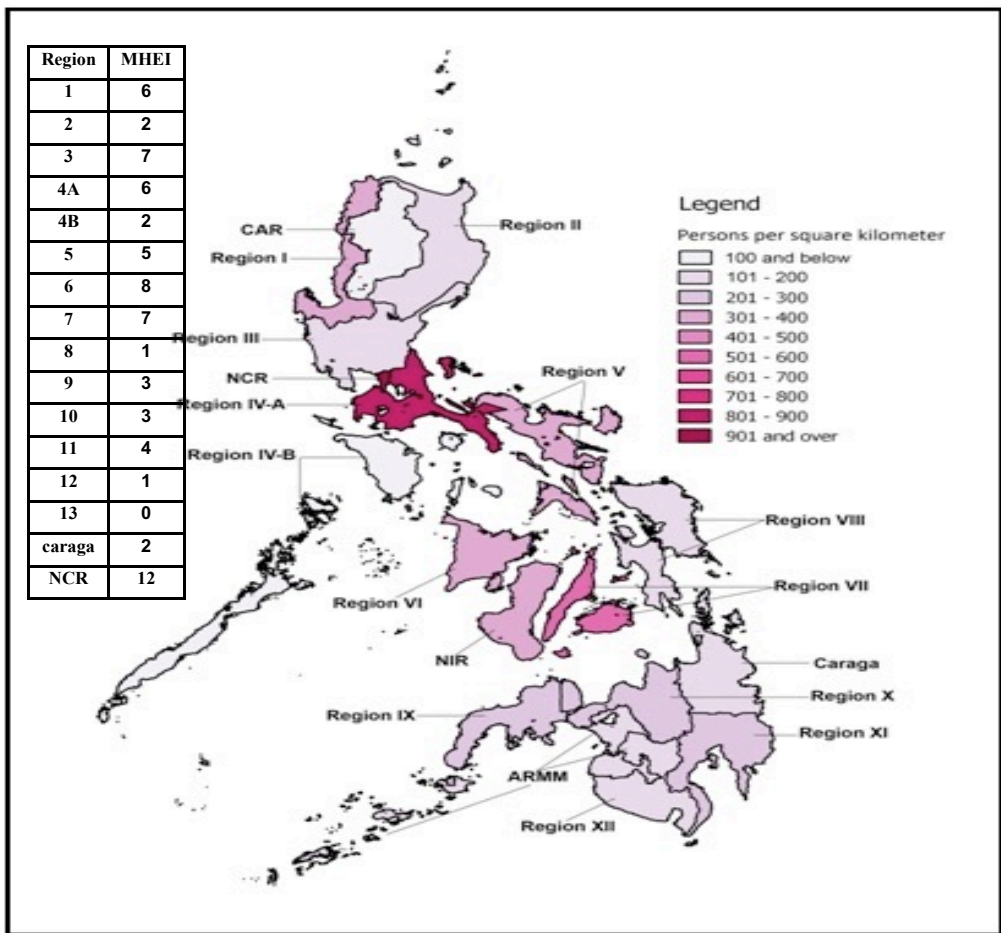 Region MHEI
1 6
2 2
3 7
4A 6
4B 2
5 5
6 8
7 7
8 1
9 3
10 3
11 4
12 1
13 0
caraga 2
NCR 12
CAR
Region I
Region II
Region III
NCR
Region IV-A
Region IV-B
Region V
Region VI
NIR
Region VIII
Region VII
Caraga
Region X
Region XI
Region IX
ARMM
Region XII
Legend
Persons per square kilometer
100 and below
101 - 200
201 - 300
301 - 400
401 - 500
501 - 600
601 - 700
701 - 800
801 - 900
901 and over